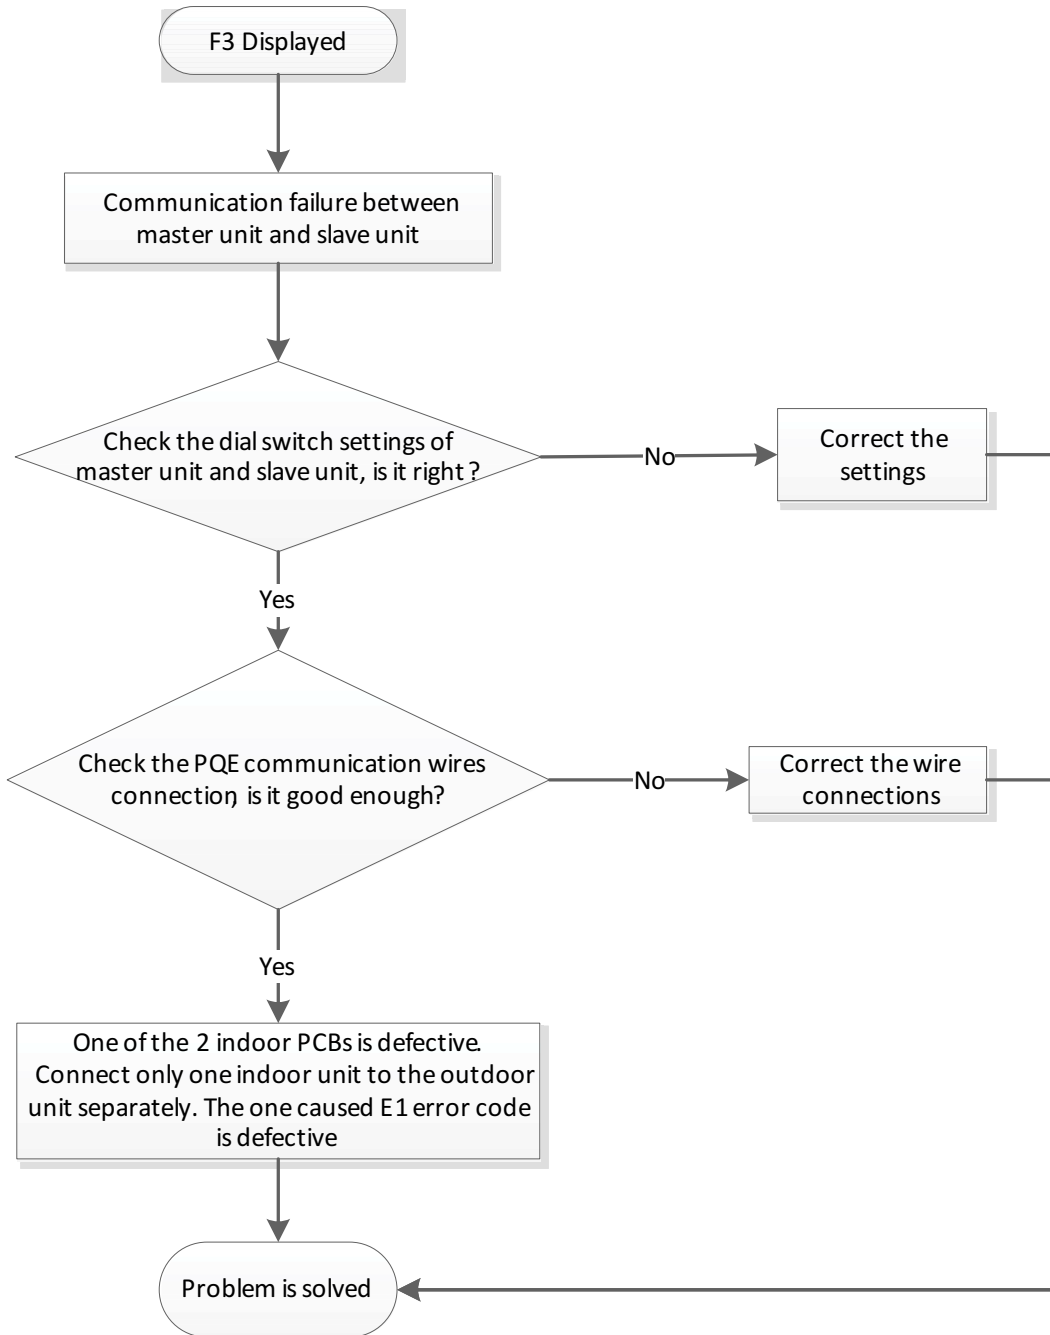 F3 Displayed
Communication failure between
master unit and slave unit
Check the dial switch settings of
master unit and slave unit, is it right ?
No
Correct the
settings
Yes
Check the PQE communication wires
connection, is it good enough?
No
Correct the wire
connections
Yes
One of the 2 indoor PCBs is defective.
Connect only one indoor unit to the outdoor
unit separately. The one caused E1 error code
is defective
Problem is solved